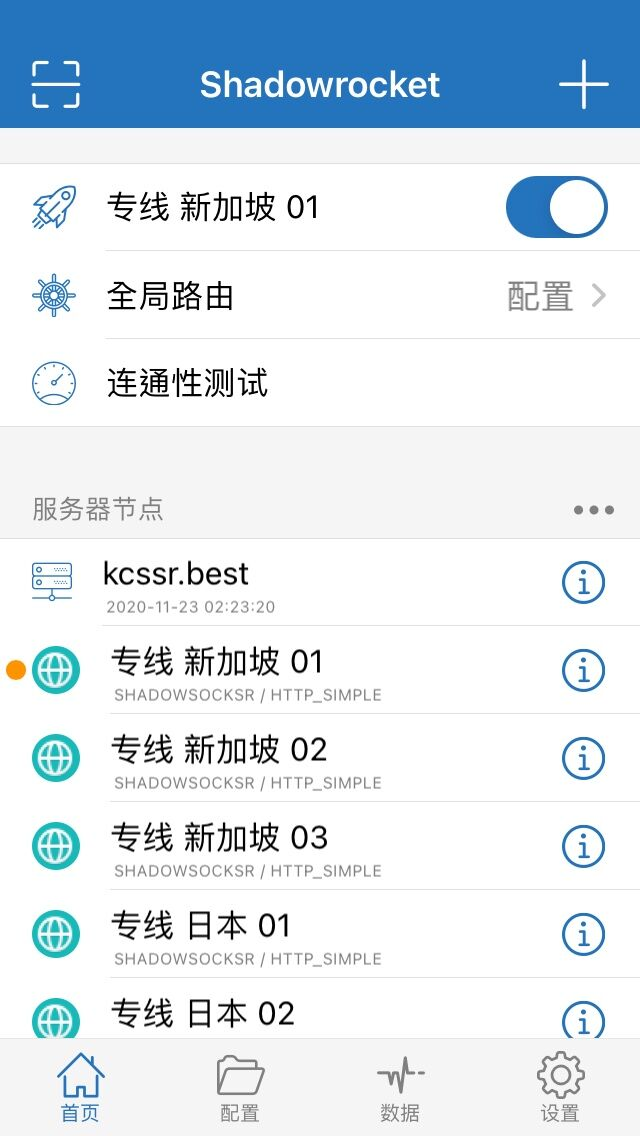 Shadowrocket
专线 新加坡 01
全局路由 配置
连通性测试
服务器节点
kcssr.best
2020-11-23 02:23:20
专线 新加坡 01
SHADOWSOCKSR / HTTP_SIMPLE
专线 新加坡 02
SHADOWSOCKSR / HTTP_SIMPLE
专线 新加坡 03
SHADOWSOCKSR / HTTP_SIMPLE
专线 日本 01
SHADOWSOCKSR / HTTP_SIMPLE
专线 日本 02
首页 配置 数据 设置